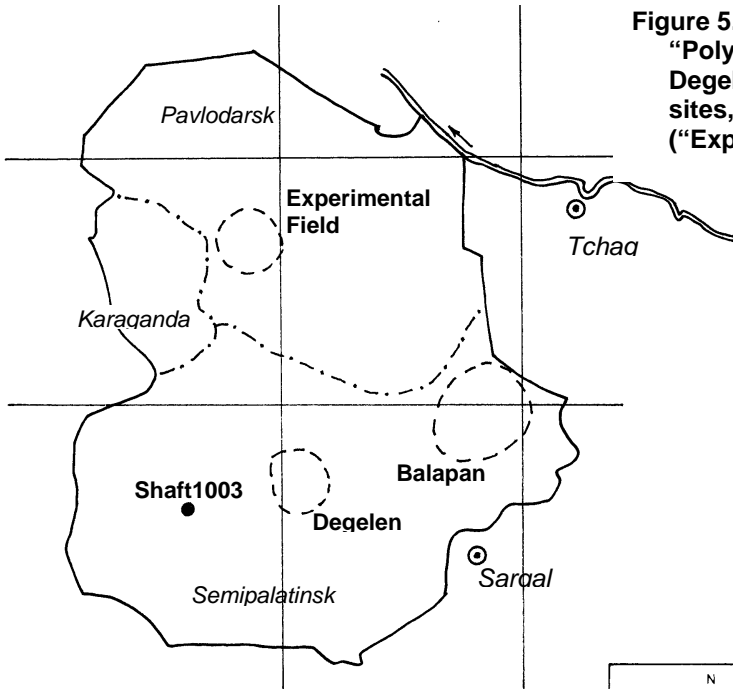 Figure 5.
“Poly
Degel
sites,
(“Exp
Pavlodarsk
Experimental
Field
Tchag
Karaganda
Balapan
Shaft1003
Degelen
Sargal
Semipalatinsk
N